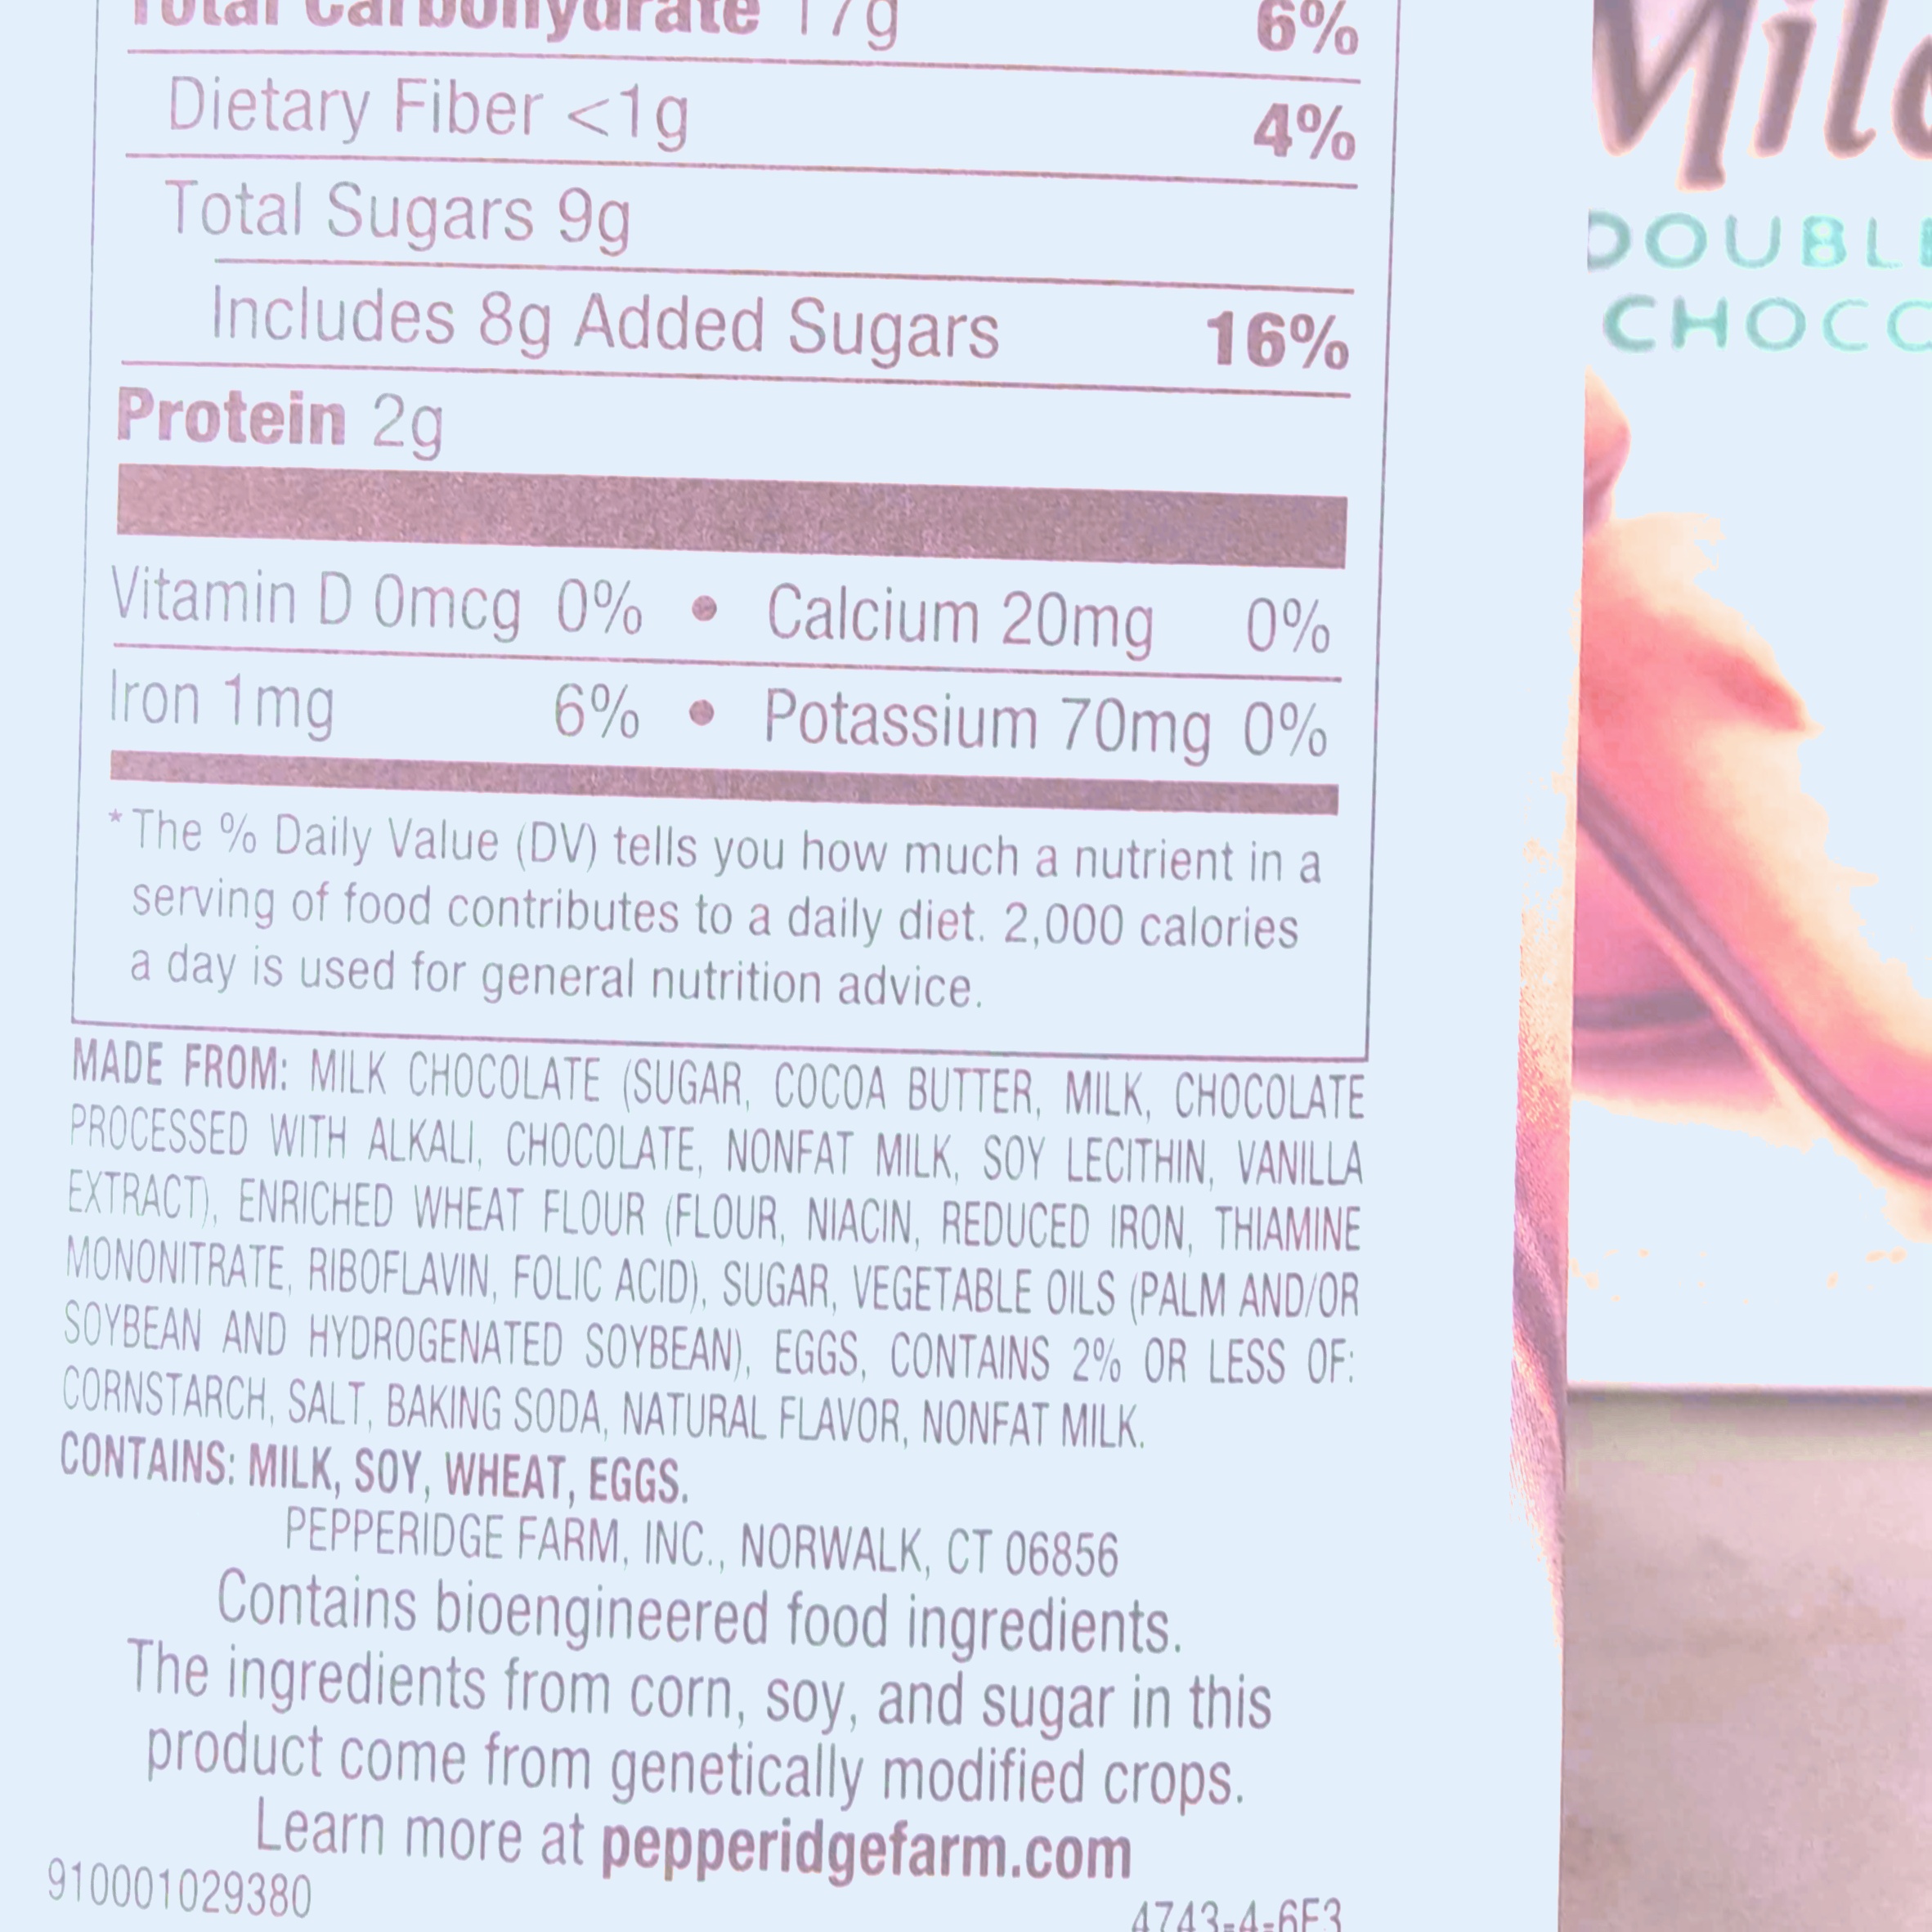 Total Carbohydrate 17g 6%
Dietary Fiber <1g 4%
Total Sugars 9g
Includes 8g Added Sugars 16%
Protein 2g
Vitamin D 0mcg 0% • Calcium 20mg 0%
Iron 1mg 6% • Potassium 70mg 0%
* The % Daily Value (DV) tells you how much a nutrient in a
serving of food contributes to a daily diet. 2,000 calories
a day is used for general nutrition advice.
MADE FROM: MILK CHOCOLATE (SUGAR, COCOA BUTTER, MILK, CHOCOLATE
PROCESSED WITH ALKALI, CHOCOLATE, NONFAT MILK, SOY LECITHIN, VANILLA
EXTRACT), ENRICHED WHEAT FLOUR (FLOUR, NIACIN, REDUCED IRON, THIAMINE
MONONITRATE, RIBOFLAVIN, FOLIC ACID), SUGAR, VEGETABLE OILS (PALM AND/OR
SOYBEAN AND HYDROGENATED SOYBEAN), EGGS, CONTAINS 2% OR LESS OF:
CORNSTARCH, SALT, BAKING SODA, NATURAL FLAVOR, NONFAT MILK.
CONTAINS: MILK, SOY, WHEAT, EGGS.
PEPPERIDGE FARM, INC., NORWALK, CT 06856
Contains bioengineered food ingredients.
The ingredients from corn, soy, and sugar in this
product come from genetically modified crops.
Learn more at pepperidgefarm.com
910001029380
4743-4-6F3
Mila
DOUBLE
CHOCO